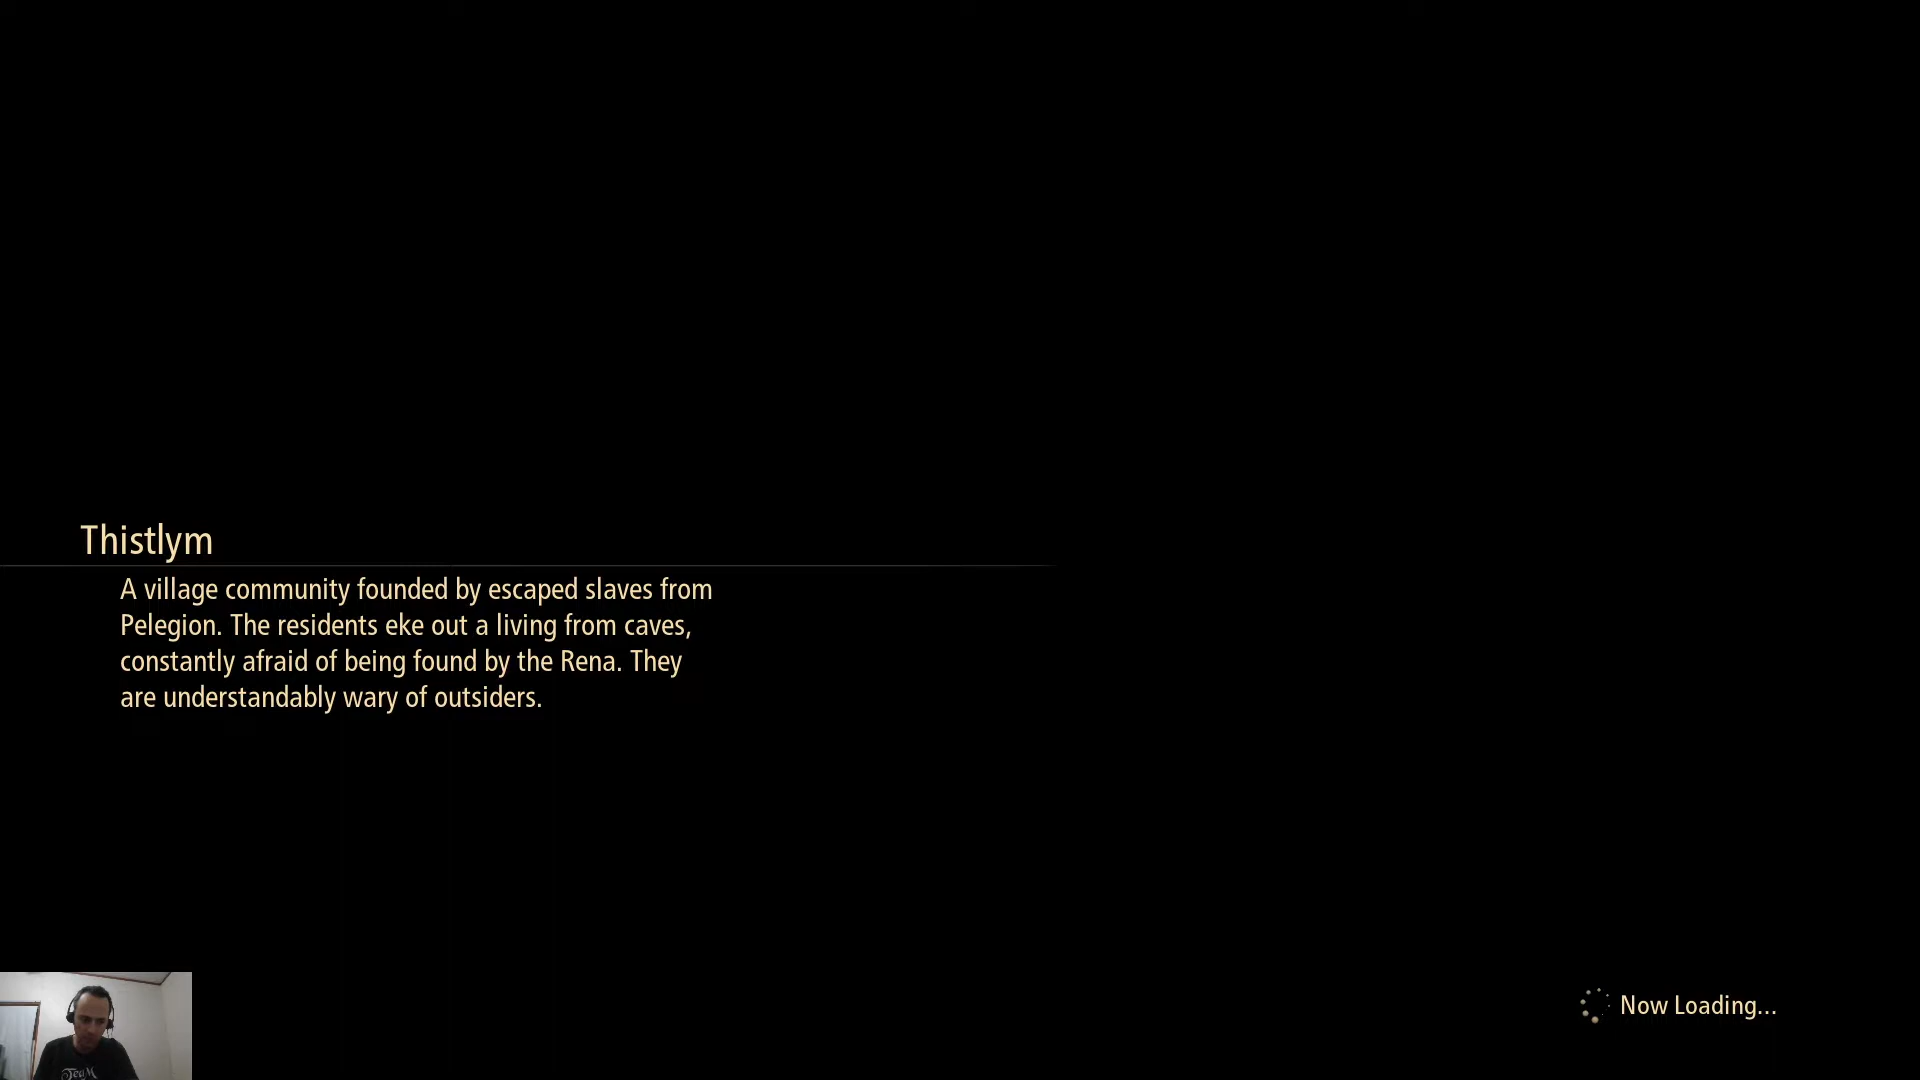 Thistlym
A village community founded by escaped slaves from
Pelegion. The residents eke out a living from caves,
constantly afraid of being found by the Rena. They
are understandably wary of outsiders.
TeaM
Now Loading...